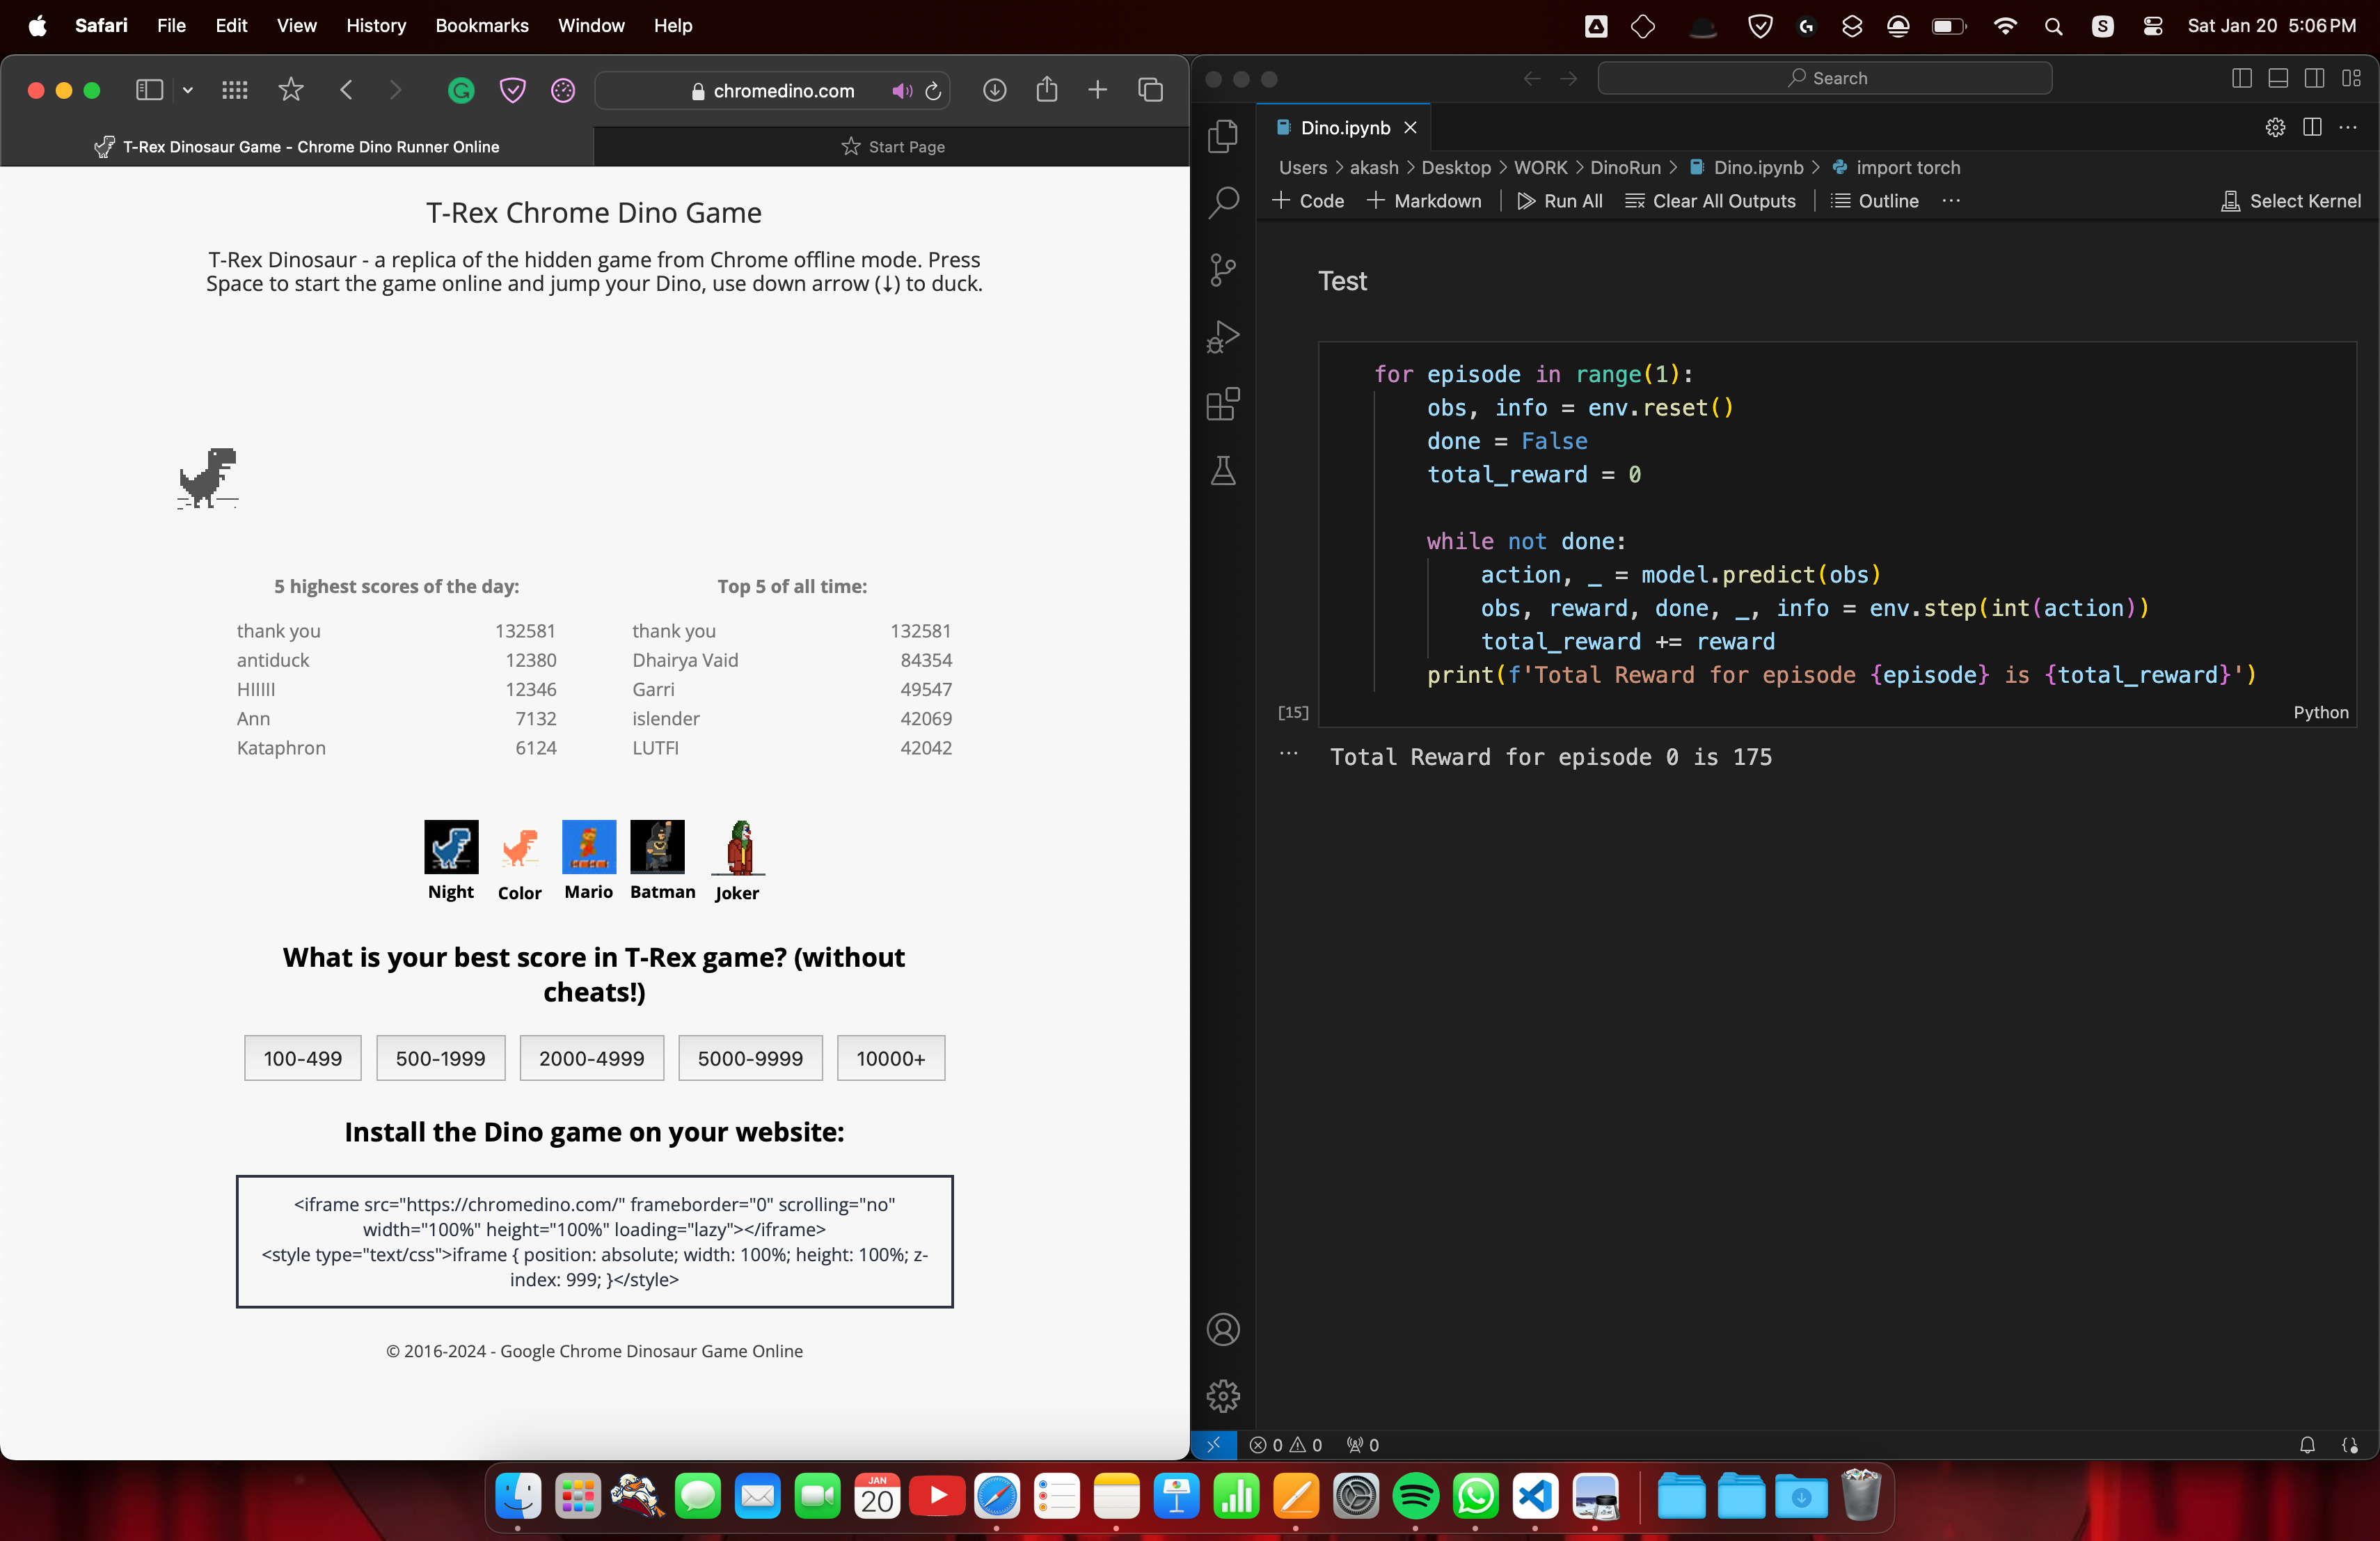 Safari File Edit View History Bookmarks Window Help
Sat Jan 20 5:06 PM
chromedino.com
T-Rex Dinosaur Game - Chrome Dino Runner Online
Start Page
T-Rex Chrome Dino Game
T-Rex Dinosaur - a replica of the hidden game from Chrome offline mode. Press
Space to start the game online and jump your Dino, use down arrow (↓) to duck.
5 highest scores of the day:
thank you 132581
antiduck 12380
HIIIII 12346
Ann 7132
Kataphron 6124
Top 5 of all time:
thank you 132581
Dhairya Vaid 84354
Garri 49547
islender 42069
LUTFI 42042
Night Color Mario Batman Joker
What is your best score in T-Rex game? (without
cheats!)
100-499 500-1999 2000-4999 5000-9999 10000+
Install the Dino game on your website:
<iframe src="https://chromedino.com/" frameborder="0" scrolling="no"
width="100%" height="100%" loading="lazy"></iframe>
<style type="text/css">iframe { position: absolute; width: 100%; height: 100%; z-
index: 999; }</style>
© 2016-2024 - Google Chrome Dinosaur Game Online
Search
Dino.ipynb
Users > akash > Desktop > WORK > DinoRun > Dino.ipynb > import torch
+ Code + Markdown Run All Clear All Outputs Outline ... Select Kernel
Test
for episode in range(1):
obs, info = env.reset()
done = False
total_reward = 0
while not done:
action, _ = model.predict(obs)
obs, reward, done, _, info = env.step(int(action))
total_reward += reward
print(f'Total Reward for episode {episode} is {total_reward}')
[15]
Python
Total Reward for episode 0 is 175
0 0 0
JAN
20